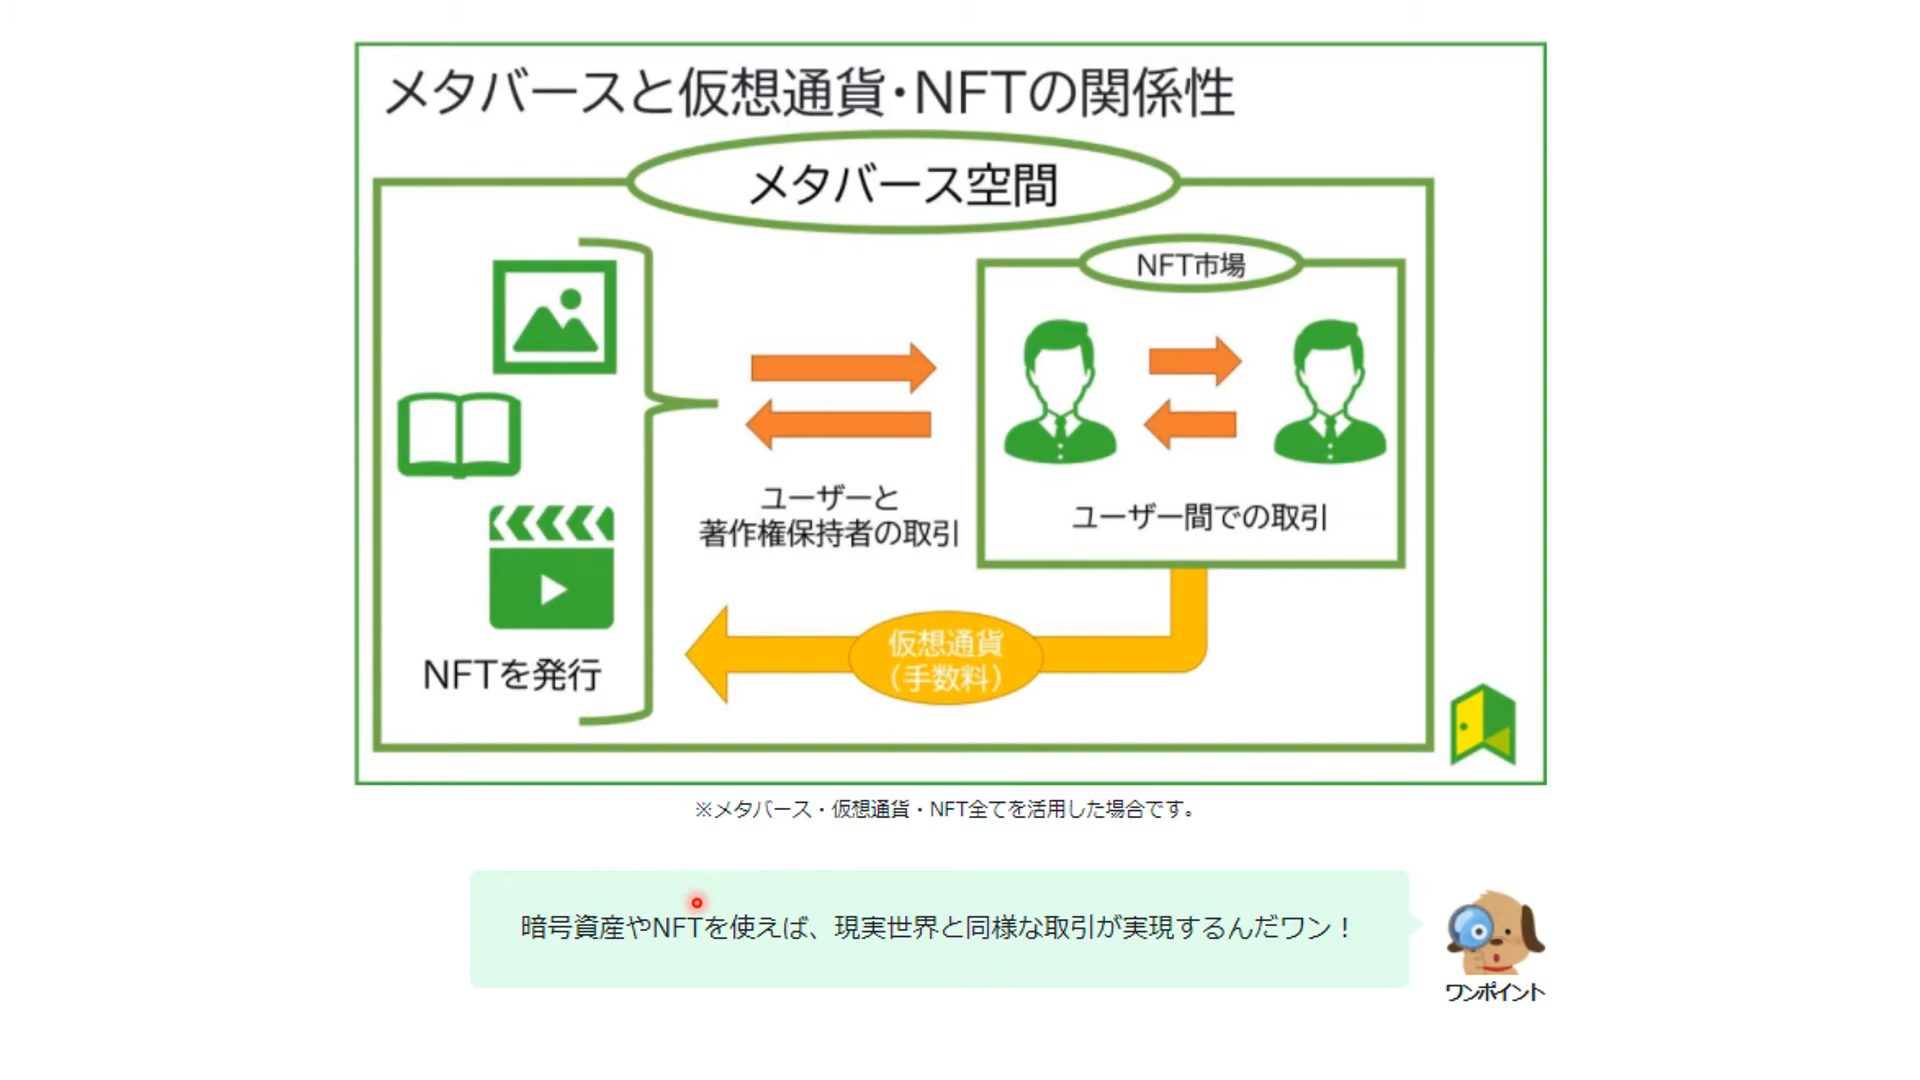 メタバースと仮想通貨・NFTの関係性
メタバース空間
NFT市場
ユーザーと
著作権保持者の取引
ユーザー間での取引
仮想通貨
（手数料）
NFTを発行
※メタバース・仮想通貨・NFT全てを活用した場合です。
暗号資産やNFTを使えば、現実世界と同様な取引が実現するんだワン！
ワンポイント